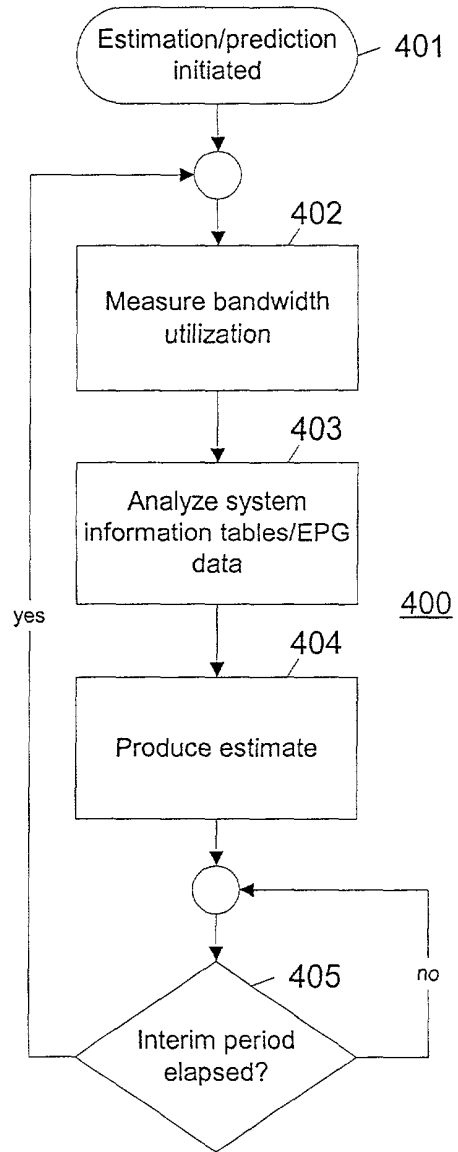 Estimation/prediction
initiated
401
402
Measure bandwidth
utilization
403
Analyze system
information tables/EPG
data
yes
400
404
Produce estimate
405
no
Interim period
elapsed?